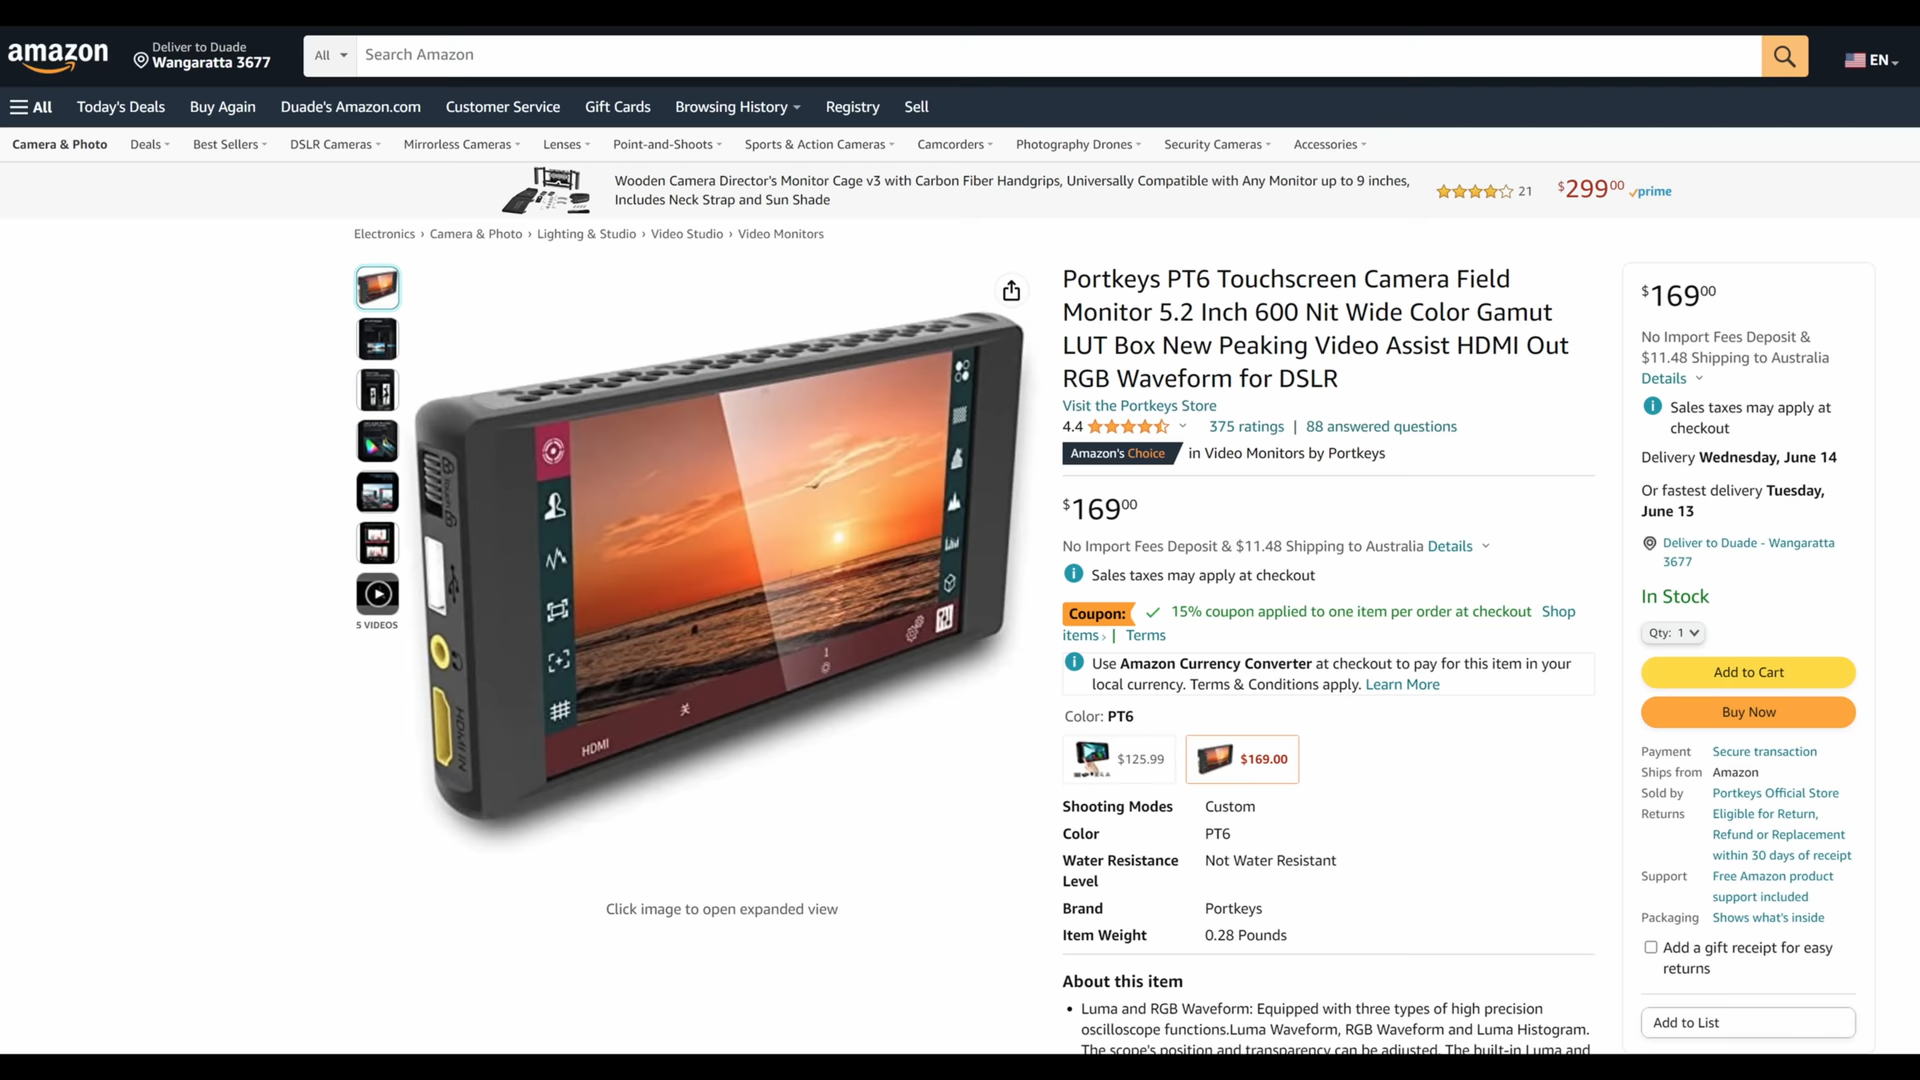 amazon
Deliver to Duade
Wangaratta 3677
All
Search Amazon
EN
All
Today's Deals
Buy Again
Duade's Amazon.com
Customer Service
Gift Cards
Browsing History
Registry
Sell
Camera & Photo
Deals
Best Sellers
DSLR Cameras
Mirrorless Cameras
Lenses
Point-and-Shoots
Sports & Action Cameras
Camcorders
Photography Drones
Security Cameras
Accessories
Wooden Camera Director's Monitor Cage v3 with Carbon Fiber Handgrips, Universally Compatible with Any Monitor up to 9 inches,
Includes Neck Strap and Sun Shade
21
$299.00 prime
Electronics › Camera & Photo › Lighting & Studio › Video Studio › Video Monitors
5 VIDEOS
HDMI IN
HDMI
关
1
Click image to open expanded view
Portkeys PT6 Touchscreen Camera Field
Monitor 5.2 Inch 600 Nit Wide Color Gamut
LUT Box New Peaking Video Assist HDMI Out
RGB Waveform for DSLR
Visit the Portkeys Store
4.4 375 ratings | 88 answered questions
Amazon's Choice in Video Monitors by Portkeys
$169.00
No Import Fees Deposit & $11.48 Shipping to Australia Details
Sales taxes may apply at checkout
Coupon: ✓ 15% coupon applied to one item per order at checkout Shop
items › | Terms
Use Amazon Currency Converter at checkout to pay for this item in your
local currency. Terms & Conditions apply. Learn More
Color: PT6
$125.99
$169.00
Shooting Modes Custom
Color PT6
Water Resistance Not Water Resistant
Level
Brand Portkeys
Item Weight 0.28 Pounds
About this item
• Luma and RGB Waveform: Equipped with three types of high precision
oscilloscope functions.Luma Waveform, RGB Waveform and Luma Histogram.
The scope's position and transparency can be adjusted. The built-in Luma and
$169.00
No Import Fees Deposit &
$11.48 Shipping to Australia
Details
Sales taxes may apply at
checkout
Delivery Wednesday, June 14
Or fastest delivery Tuesday,
June 13
Deliver to Duade - Wangaratta
3677
In Stock
Qty: 1
Add to Cart
Buy Now
Payment Secure transaction
Ships from Amazon
Sold by Portkeys Official Store
Returns Eligible for Return,
Refund or Replacement
within 30 days of receipt
Support Free Amazon product
support included
Packaging Shows what's inside
Add a gift receipt for easy
returns
Add to List